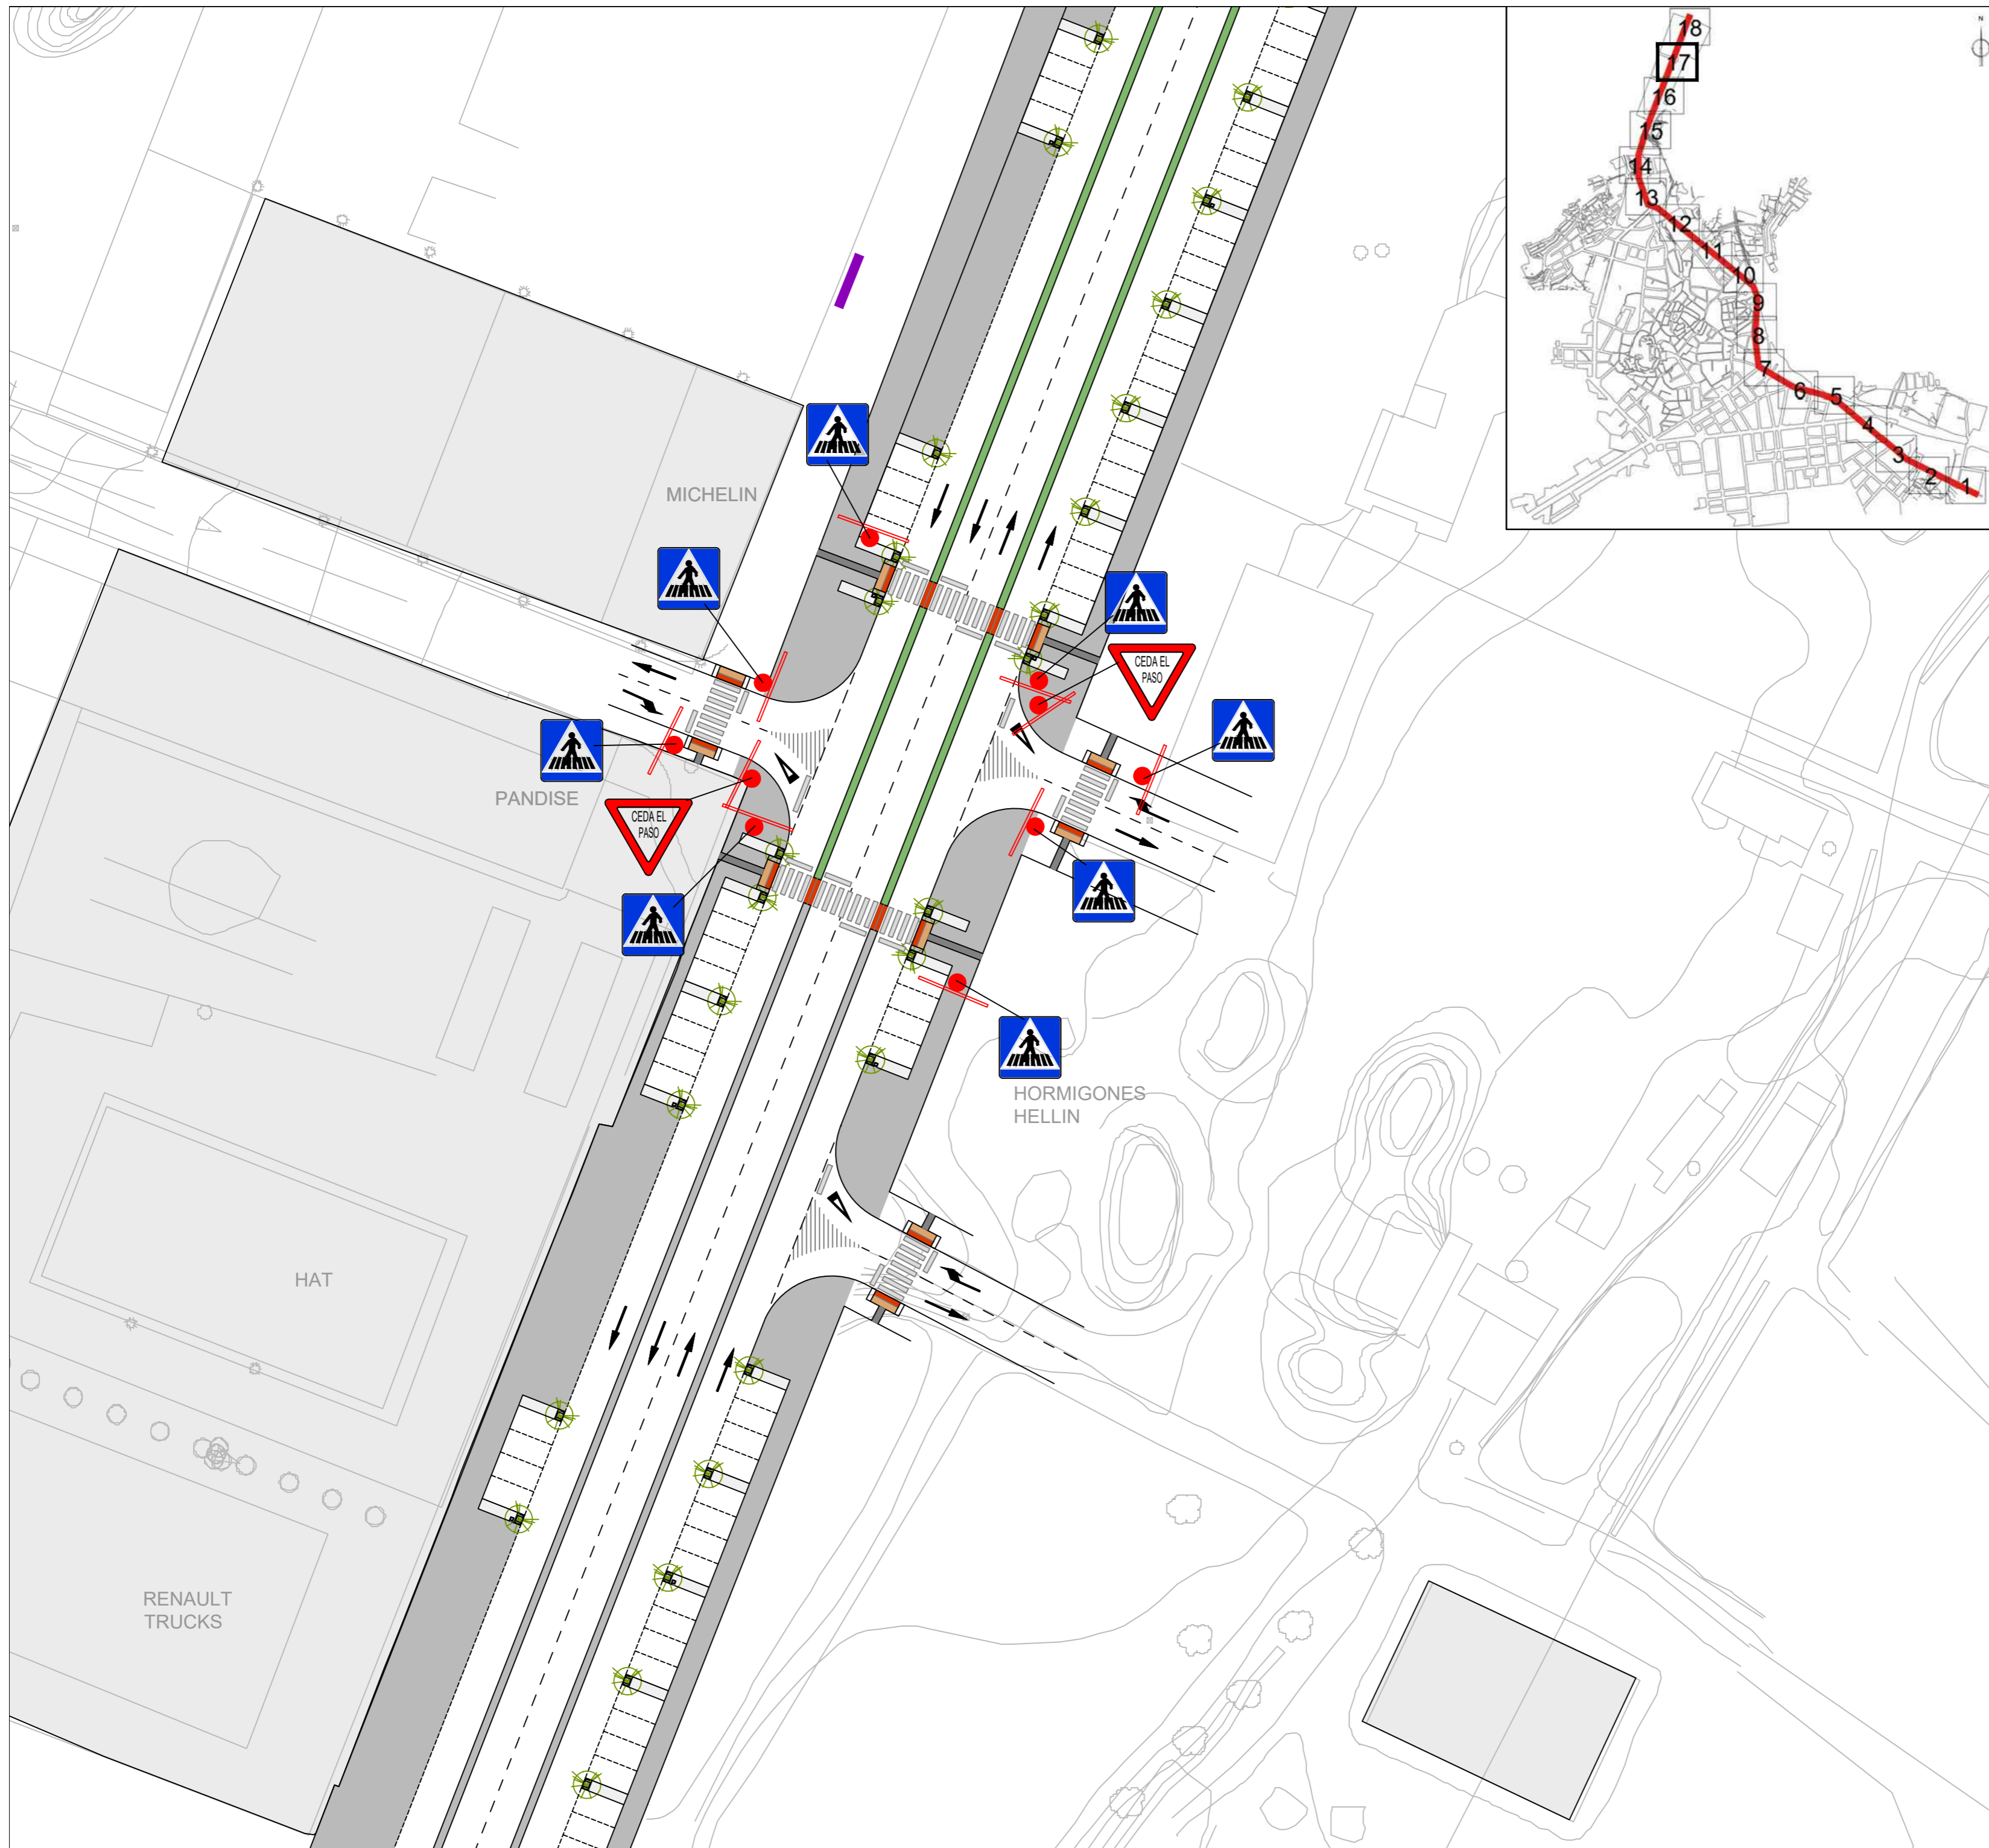 18
N
17
16
15
14
13
12
11
10
9
8
7
6
5
4
3
2
1
MICHELIN
CEDA EL
PASO
PANDISE
CEDA EL
PASO
HORMIGONES
HELLIN
HAT
RENAULT
TRUCKS